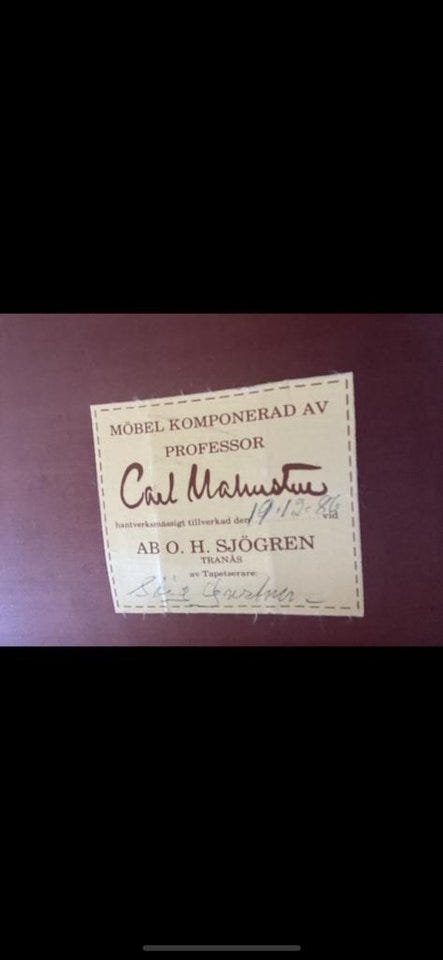 MÖBEL KOMPONERAD AV
PROFESSOR
Carl Malmsten
hantverksmässigt tillverkad den 19.12-86 vid
AB O. H. SJÖGREN
TRANÅS
av Tapetserare: